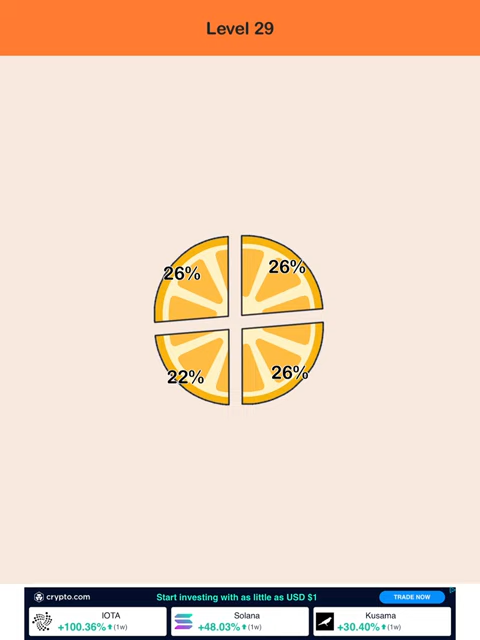 Level 29
26%
26%
22%
26%
crypto.com
Start investing with as little as USD $1
TRADE NOW
IOTA
+100.36% (1w)
Solana
+48.03% (1w)
Kusama
+30.40% (1w)